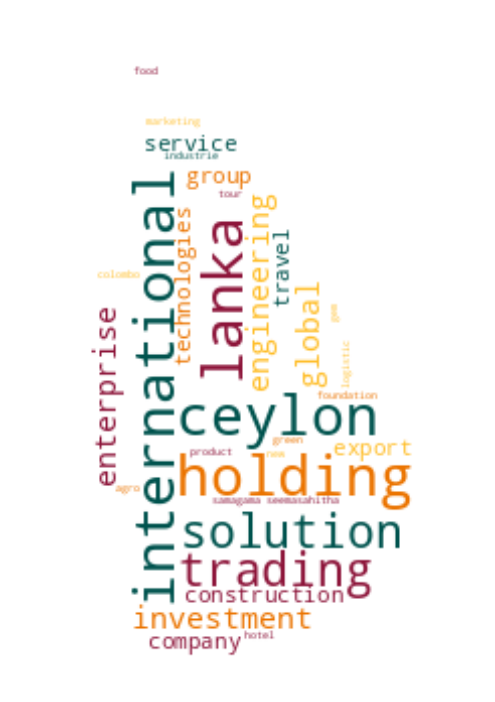 food
marketing
service
industrie
group
tour
international
technologies
lanka
engineering
travel
colombo
global
gem
logistic
enterprise
foundation
ceylon
green
export
product
new
holding
agro
samagama seemasahitha
solution
trading
construction
investment
hotel
company